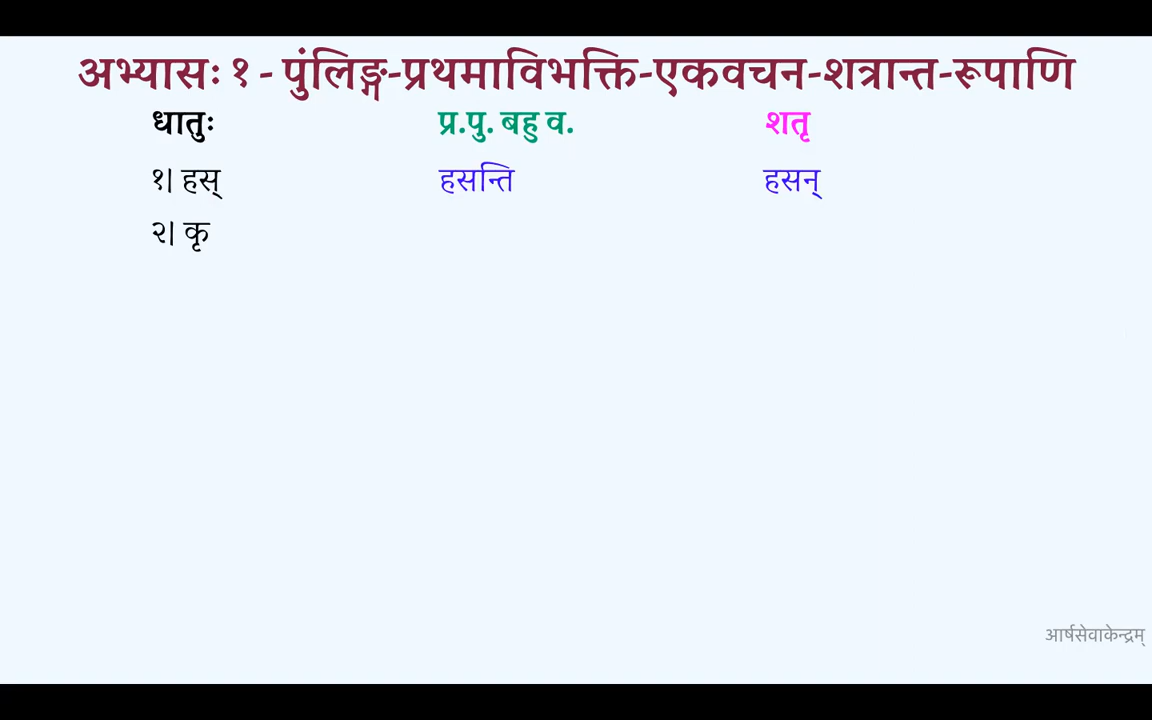 अभ्यासः १ - पुंलिङ्ग-प्रथमाविभक्ति-एकवचन-शत्रान्त-रूपाणि
धातुः प्र.पु. बहु व. शतृ
१| हस् हसन्ति हसन्
२| कृ
आर्षसेवाकेन्द्रम्